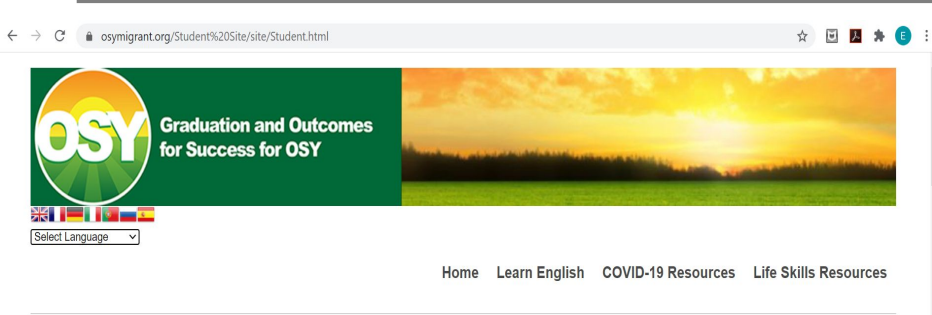 osymigrant.org/Student%20Site/site/Student.html
E
OSY
Graduation and Outcomes
for Success for OSY
Select Language
Home Learn English COVID-19 Resources Life Skills Resources